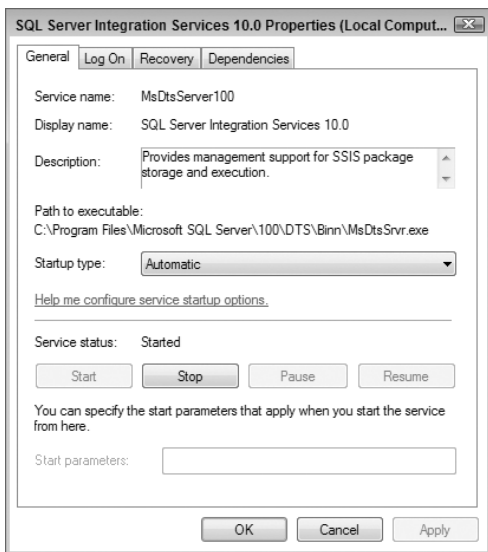 SQL Server Integration Services 10.0 Properties (Local Comput...
General Log On Recovery Dependencies
Service name: MsDtsServer100
Display name: SQL Server Integration Services 10.0
Description: Provides management support for SSIS package
storage and execution.
Path to executable:
C:\Program Files\Microsoft SQL Server\100\DTS\Binn\MsDtsSrvr.exe
Startup type: Automatic
Help me configure service startup options.
Service status: Started
Start Stop Pause Resume
You can specify the start parameters that apply when you start the service
from here.
Start parameters:
OK Cancel Apply